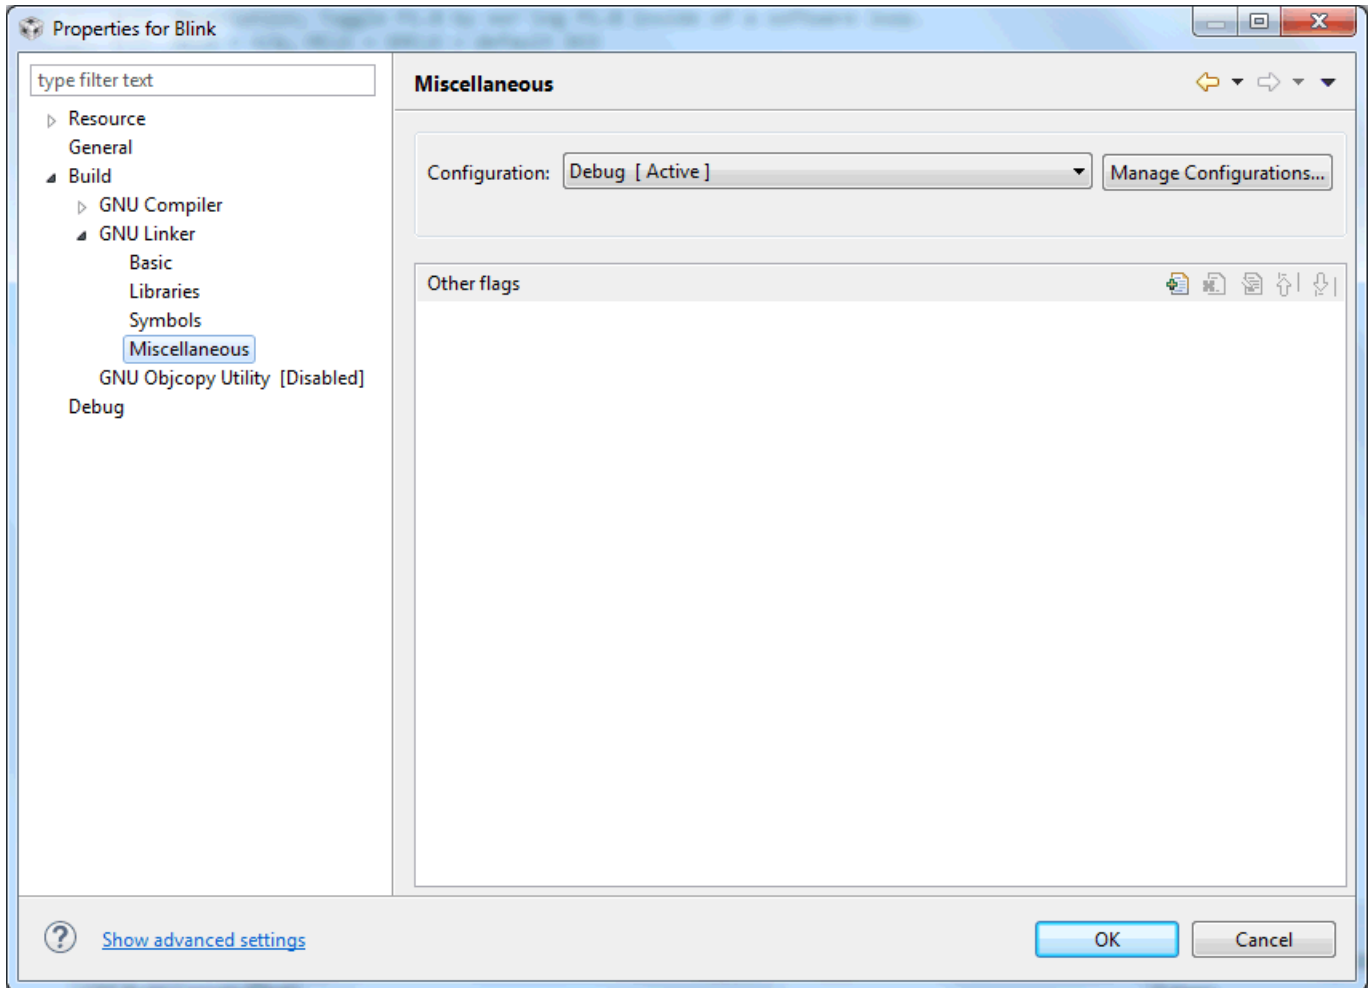 Properties for Blink
type filter text
Resource
General
Build
GNU Compiler
GNU Linker
Basic
Libraries
Symbols
Miscellaneous
GNU Objcopy Utility [Disabled]
Debug
Miscellaneous
Configuration: Debug [ Active ] Manage Configurations...
Other flags
Show advanced settings
OK Cancel